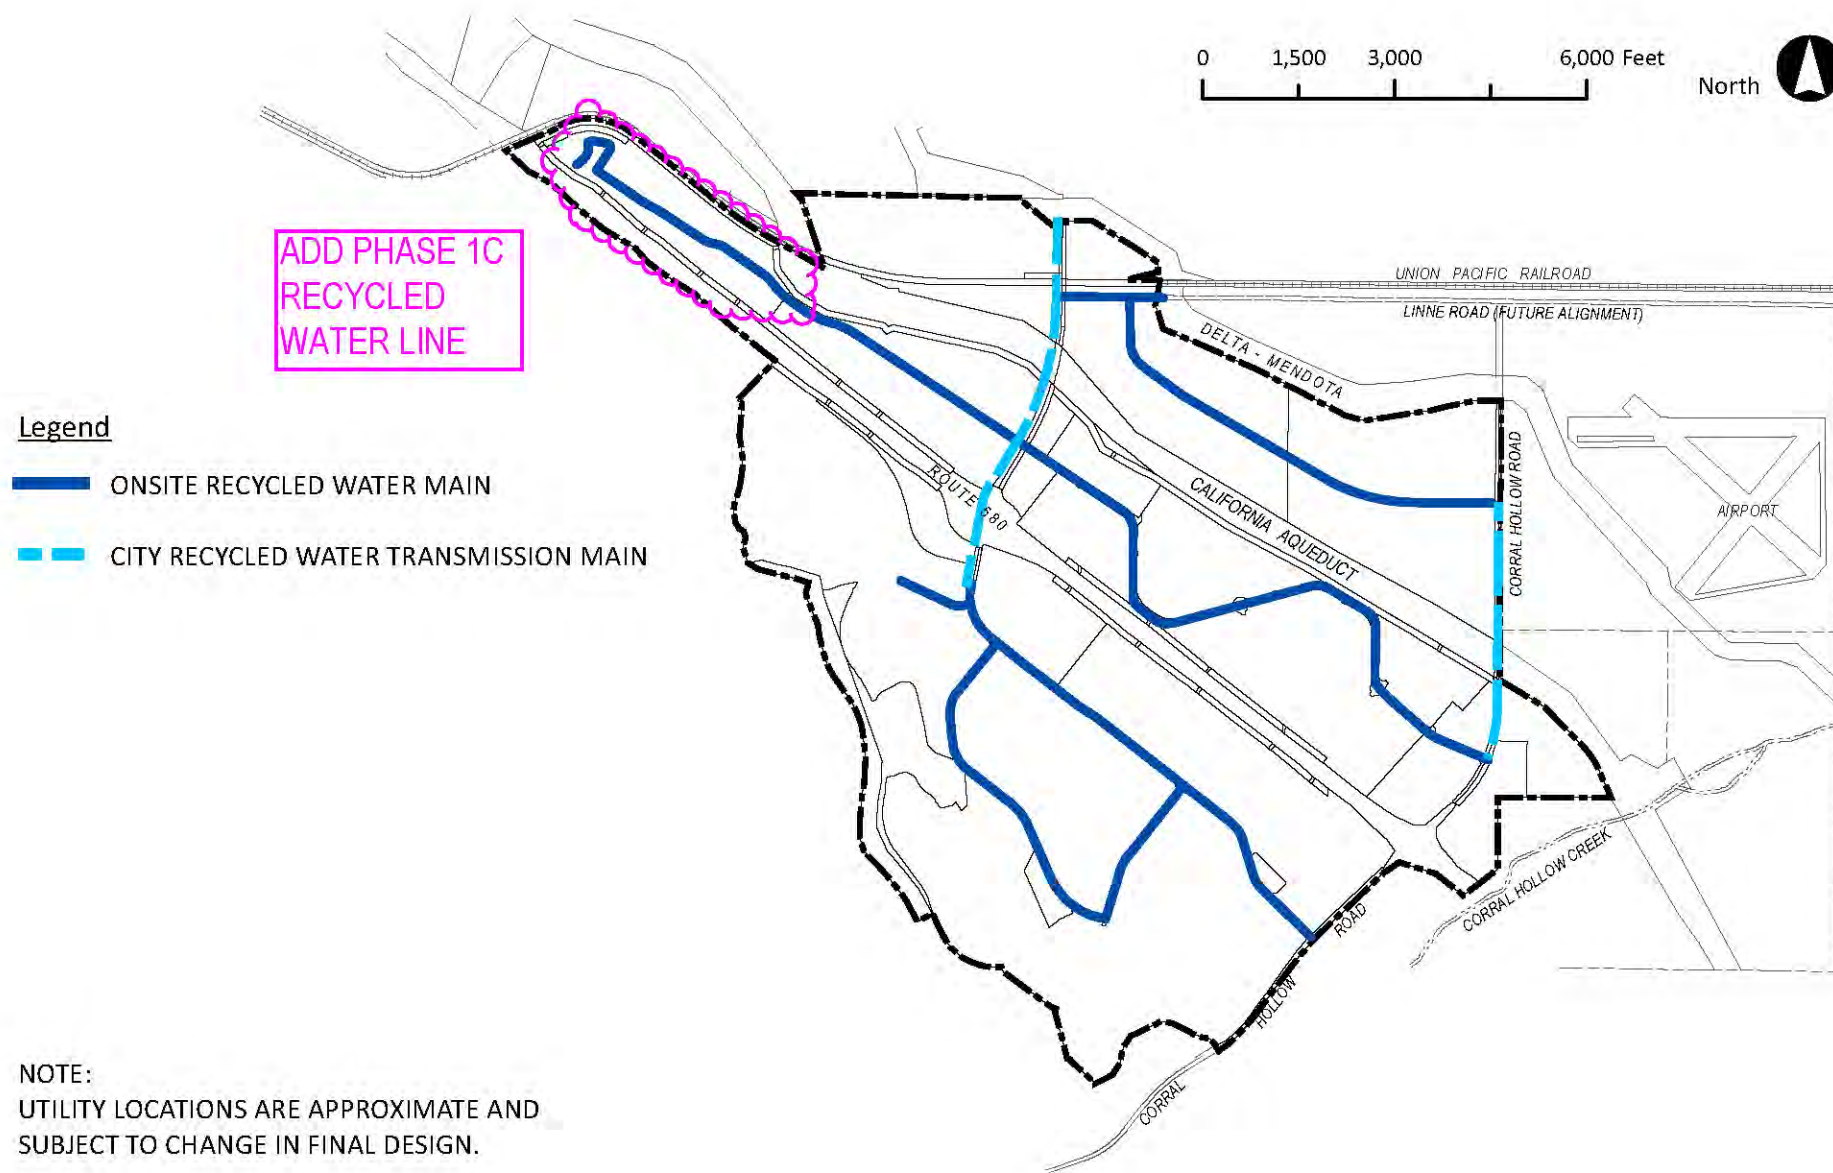 0 1,500 3,000 6,000 Feet
North
ADD PHASE 1C
RECYCLED
WATER LINE
UNION PACIFIC RAILROAD
LINNE ROAD (FUTURE ALIGNMENT)
DELTA - MENDOTA
Legend
ONSITE RECYCLED WATER MAIN
CITY RECYCLED WATER TRANSMISSION MAIN
ROUTE 580
CALIFORNIA AQUEDUCT
CORRAL HOLLOW ROAD
AIRPORT
CORRAL HOLLOW CREEK
CORRAL HOLLOW ROAD
NOTE:
UTILITY LOCATIONS ARE APPROXIMATE AND
SUBJECT TO CHANGE IN FINAL DESIGN.